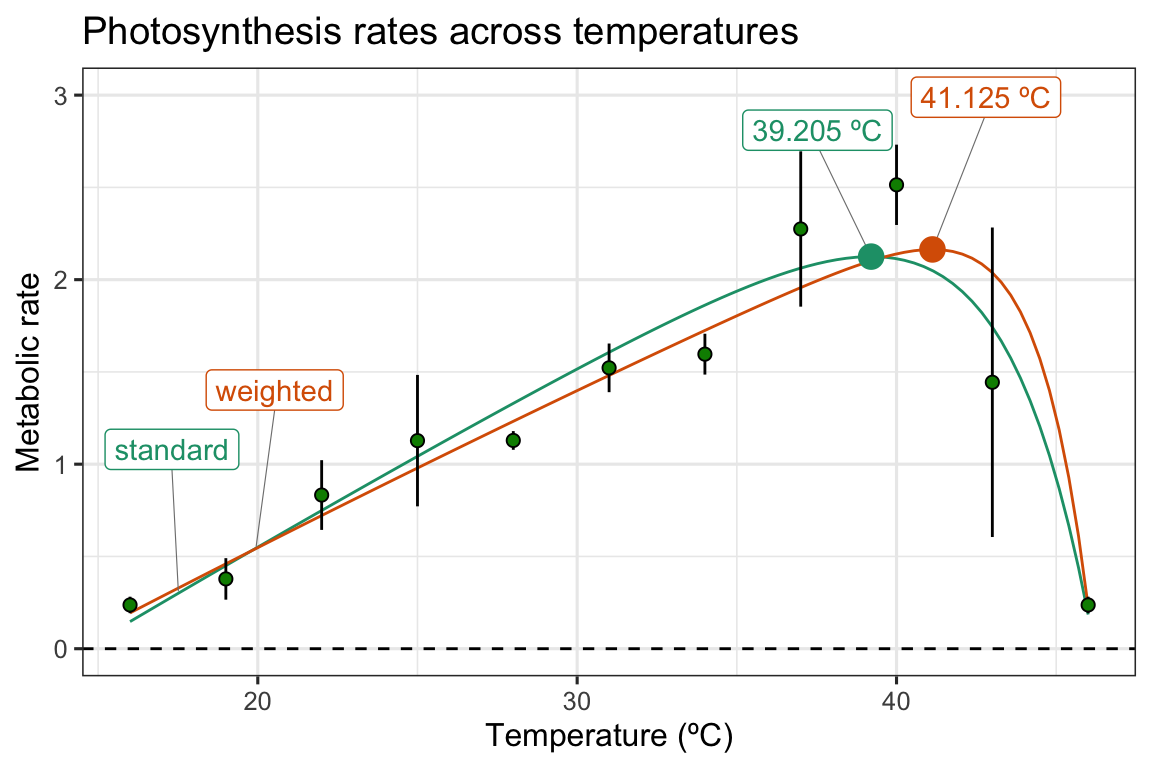 Photosynthesis rates across temperatures
3
41.125 ºC
39.205 ºC
2
Metabolic rate
weighted
standard
1
0
20
30
40
Temperature (ºC)